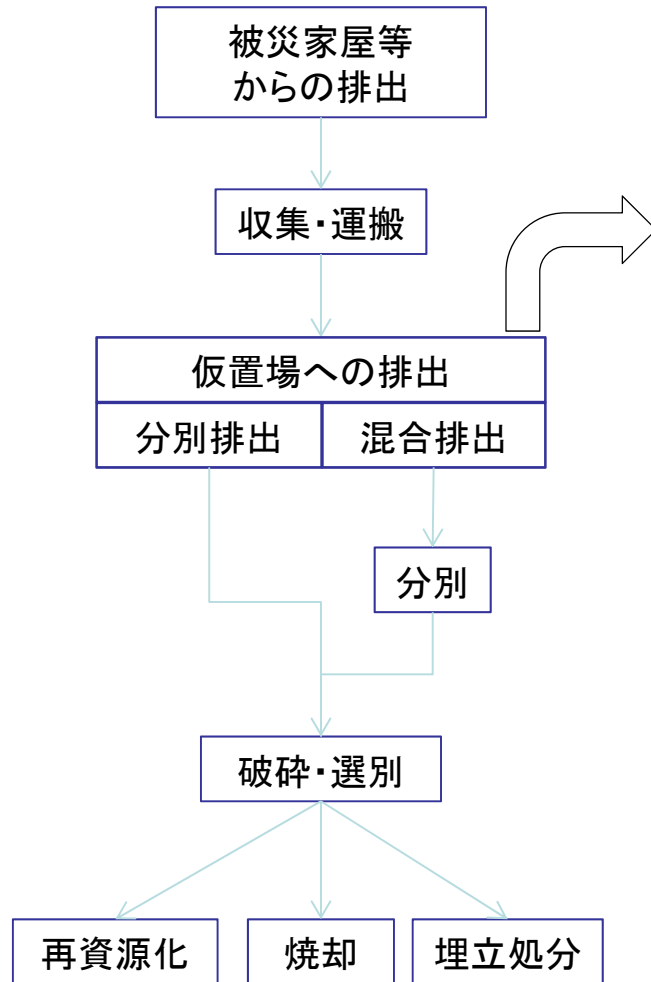 被災家屋等
からの排出
収集・運搬
仮置場への排出
分別排出
混合排出
分別
破砕・選別
再資源化
焼却
埋立処分